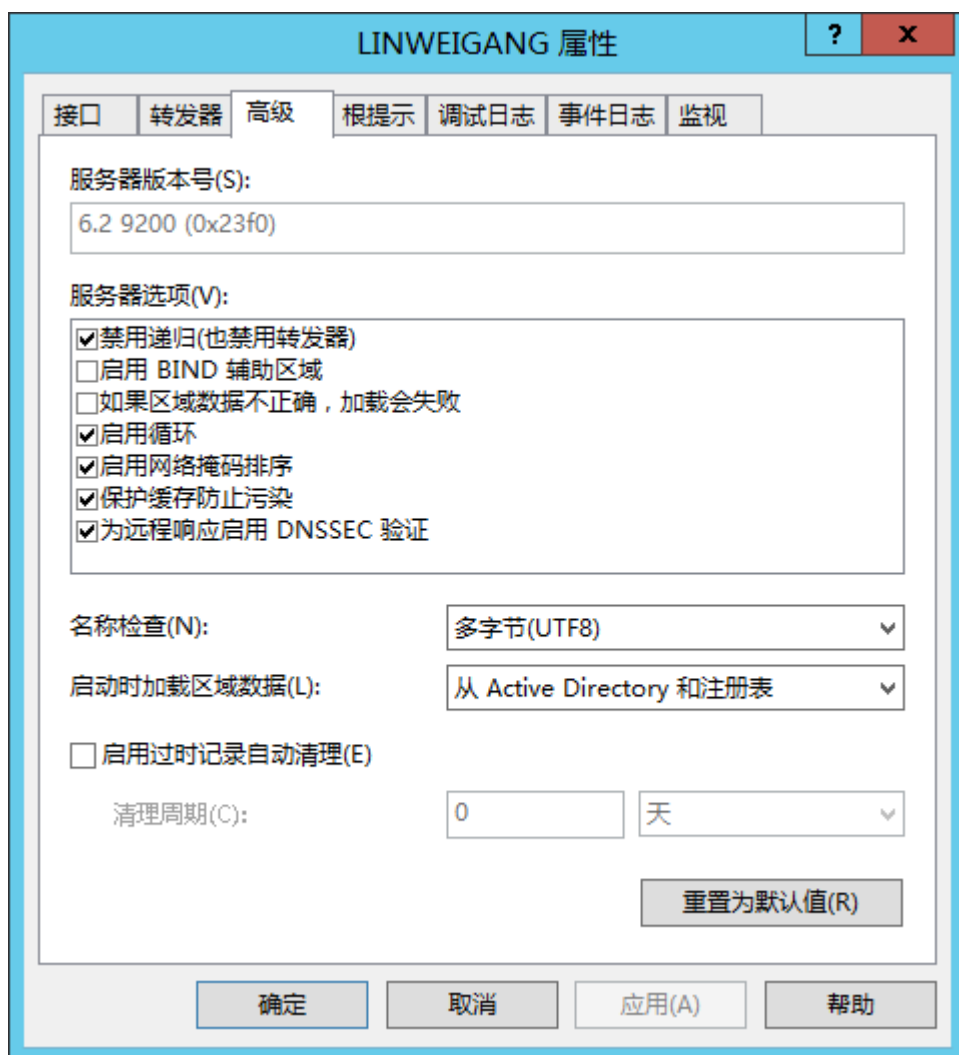 LINWEIGANG 属性
? x
接口 转发器 高级 根提示 调试日志 事件日志 监视
服务器版本号(S):
6.2 9200 (0x23f0)
服务器选项(V):
禁用递归(也禁用转发器)
启用 BIND 辅助区域
如果区域数据不正确，加载会失败
启用循环
启用网络掩码排序
保护缓存防止污染
为远程响应启用 DNSSEC 验证
名称检查(N): 多字节(UTF8)
启动时加载区域数据(L): 从 Active Directory 和注册表
启用过时记录自动清理(E)
清理周期(C): 0 天
重置为默认值(R)
确定 取消 应用(A) 帮助